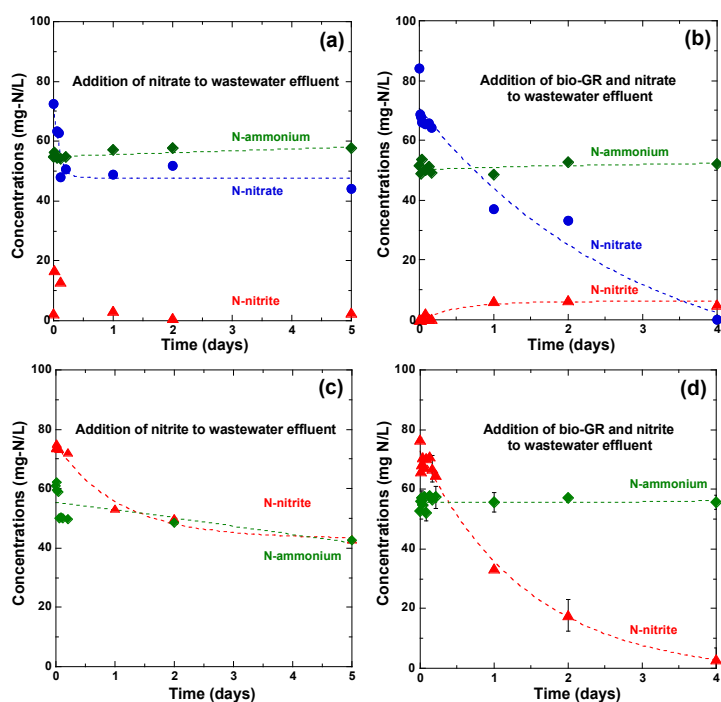 (a)
Addition of nitrate to wastewater effluent
N-ammonium
N-nitrate
N-nitrite
Concentrations (mg-N/L)
100
80
60
40
20
0
0
1
2
3
4
5
Time (days)
(b)
Addition of bio-GR and nitrate
to wastewater effluent
N-ammonium
N-nitrate
N-nitrite
Concentrations (mg-N/L)
100
80
60
40
20
0
0
1
2
3
4
Time (days)
(c)
Addition of nitrite to wastewater effluent
N-nitrite
N-ammonium
Concentrations (mg N/L)
100
80
60
40
20
0
0
1
2
3
4
5
Time (days)
(d)
Addition of bio-GR and nitrite
to wastewater effluent
N-ammonium
N-nitrite
Concentrations (mg N/L)
100
80
60
40
20
0
0
1
2
3
4
Time (days)